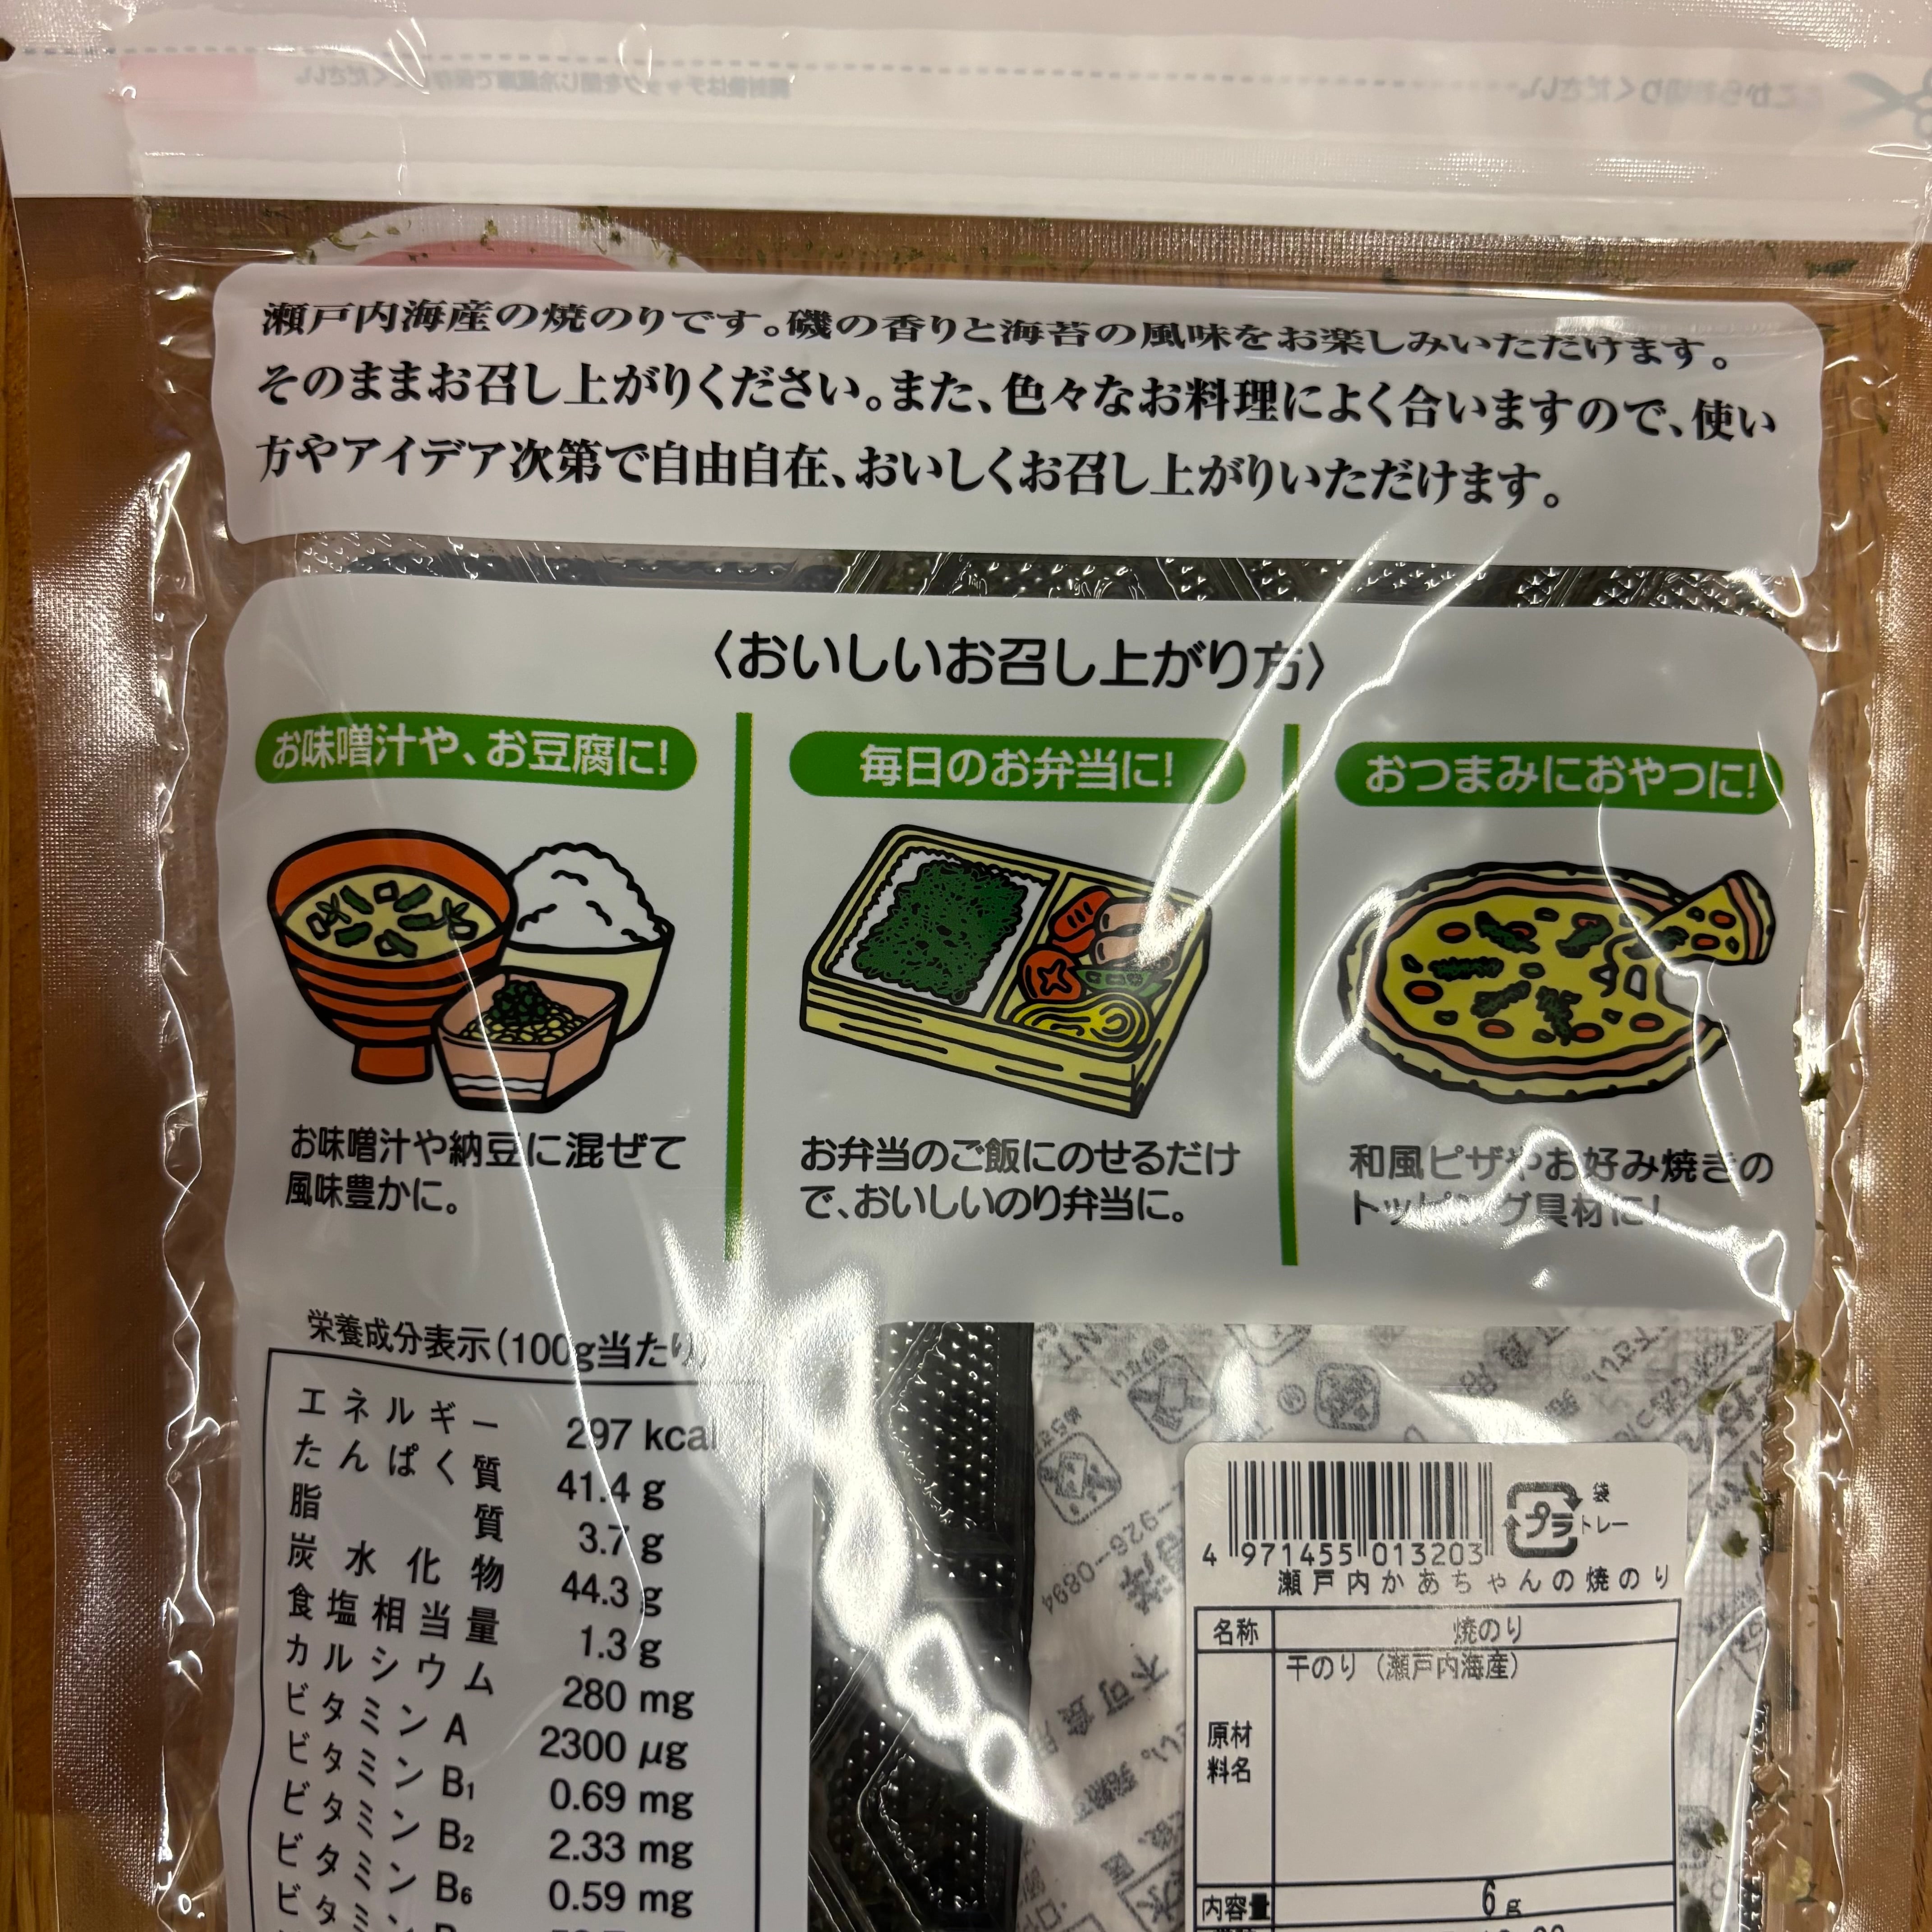 瀬戸内海産の焼のりです。磯の香りと海苔の風味をお楽しみいただけます。
そのままお召し上がりください。また、色々なお料理によく合いますので、使い
方やアイデア次第で自由自在、おいしくお召し上がりいただけます。
〈おいしいお召し上がり方〉
お味噌汁や、お豆腐に!
お味噌汁や納豆に混ぜて
風味豊かに。
毎日のお弁当に!
お弁当のご飯にのせるだけ
で、おいしいのり弁当に。
おつまみにおやつに!
和風ピザやお好み焼きの
トッピング具材に!
栄養成分表示(100g当たり)
エネルギー 297 kcal
たんぱく質 41.4 g
脂質 3.7 g
炭水化物 44.3 g
食塩相当量 1.3 g
カルシウム 280 mg
ビタミンA 2300 μg
ビタミンB1 0.69 mg
ビタミンB2 2.33 mg
ビタミンB6 0.59 mg
不可食
926-0894
4 971455 013203
プラ
袋
トレー
瀬戸内かあちゃんの焼のり
名称 焼のり
原材料名 干のり(瀬戸内海産)
内容量 6g